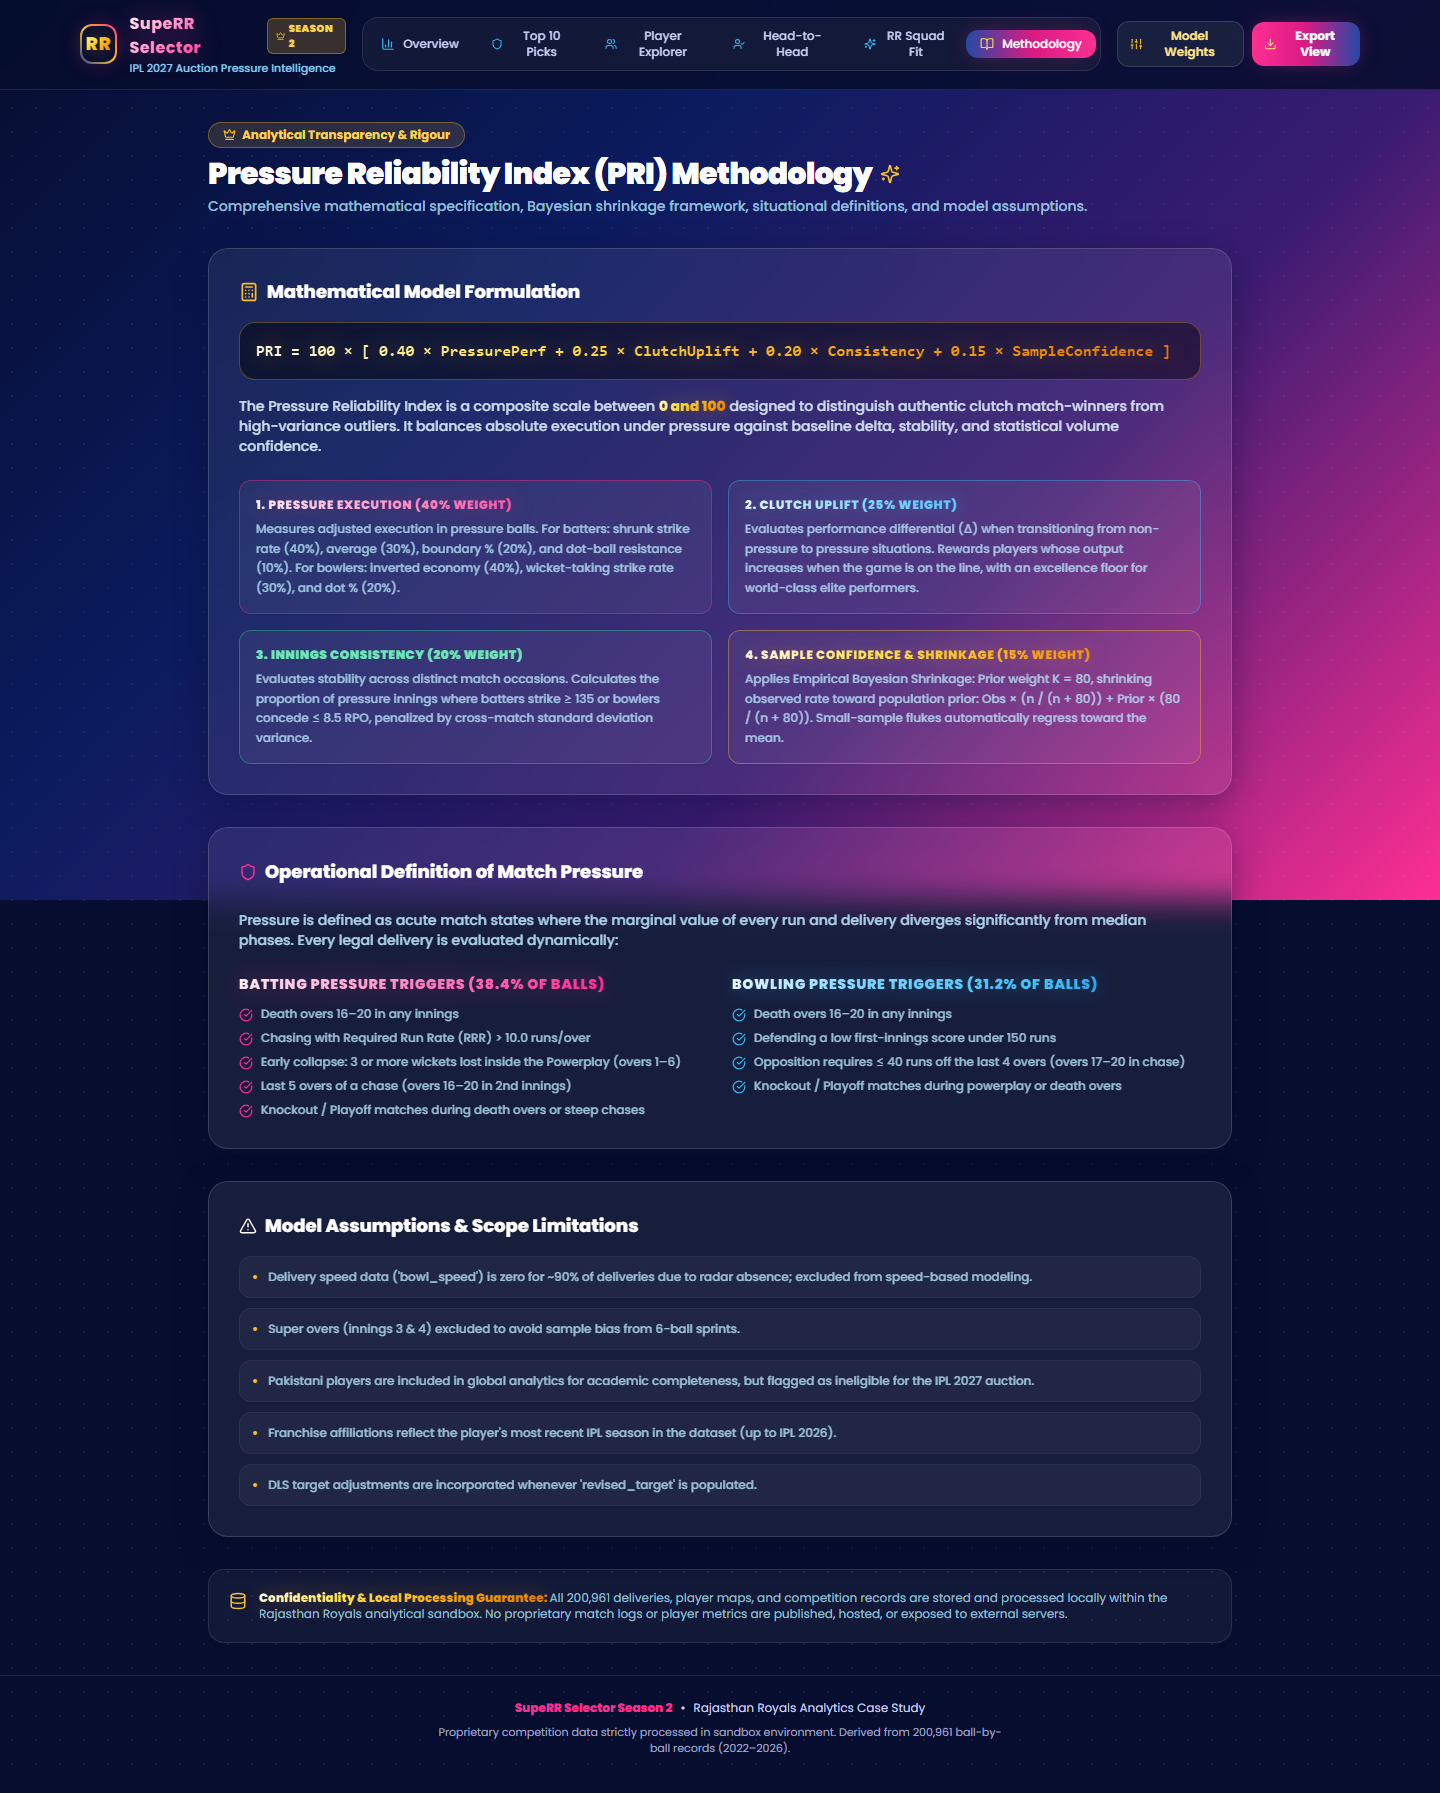 RR
SupeRR
Selector
SEASON
2
IPL 2027 Auction Pressure Intelligence
Overview
Top 10
Picks
Player
Explorer
Head-to-
Head
RR Squad
Fit
Methodology
Model
Weights
Export
View
Analytical Transparency & Rigour
Pressure Reliability Index (PRI) Methodology
Comprehensive mathematical specification, Bayesian shrinkage framework, situational definitions, and model assumptions.
Mathematical Model Formulation
PRI = 100 × [ 0.40 × PressurePerf + 0.25 × ClutchUplift + 0.20 × Consistency + 0.15 × SampleConfidence ]
The Pressure Reliability Index is a composite scale between 0 and 100 designed to distinguish authentic clutch match-winners from
high-variance outliers. It balances absolute execution under pressure against baseline delta, stability, and statistical volume
confidence.
1. PRESSURE EXECUTION (40% WEIGHT)
Measures adjusted execution in pressure balls. For batters: shrunk strike
rate (40%), average (30%), boundary % (20%), and dot-ball resistance
(10%). For bowlers: inverted economy (40%), wicket-taking strike rate
(30%), and dot % (20%).
2. CLUTCH UPLIFT (25% WEIGHT)
Evaluates performance differential (Δ) when transitioning from non-
pressure to pressure situations. Rewards players whose output
increases when the game is on the line, with an excellence floor for
world-class elite performers.
3. INNINGS CONSISTENCY (20% WEIGHT)
Evaluates stability across distinct match occasions. Calculates the
proportion of pressure innings where batters strike ≥ 135 or bowlers
concede ≤ 8.5 RPO, penalized by cross-match standard deviation
variance.
4. SAMPLE CONFIDENCE & SHRINKAGE (15% WEIGHT)
Applies Empirical Bayesian Shrinkage: Prior weight K = 80, shrinking
observed rate toward population prior: Obs × (n / (n + 80)) + Prior × (80
/ (n + 80)). Small-sample flukes automatically regress toward the
mean.
Operational Definition of Match Pressure
Pressure is defined as acute match states where the marginal value of every run and delivery diverges significantly from median
phases. Every legal delivery is evaluated dynamically:
BATTING PRESSURE TRIGGERS (38.4% OF BALLS)
Death overs 16–20 in any innings
Chasing with Required Run Rate (RRR) > 10.0 runs/over
Early collapse: 3 or more wickets lost inside the Powerplay (overs 1–6)
Last 5 overs of a chase (overs 16–20 in 2nd innings)
Knockout / Playoff matches during death overs or steep chases
BOWLING PRESSURE TRIGGERS (31.2% OF BALLS)
Death overs 16–20 in any innings
Defending a low first-innings score under 150 runs
Opposition requires ≤ 40 runs off the last 4 overs (overs 17–20 in chase)
Knockout / Playoff matches during powerplay or death overs
Model Assumptions & Scope Limitations
• Delivery speed data ('bowl_speed') is zero for ~90% of deliveries due to radar absence; excluded from speed-based modeling.
• Super overs (innings 3 & 4) excluded to avoid sample bias from 6-ball sprints.
• Pakistani players are included in global analytics for academic completeness, but flagged as ineligible for the IPL 2027 auction.
• Franchise affiliations reflect the player's most recent IPL season in the dataset (up to IPL 2026).
• DLS target adjustments are incorporated whenever 'revised_target' is populated.
Confidentiality & Local Processing Guarantee: All 200,961 deliveries, player maps, and competition records are stored and processed locally within the
Rajasthan Royals analytical sandbox. No proprietary match logs or player metrics are published, hosted, or exposed to external servers.
SupeRR Selector Season 2 • Rajasthan Royals Analytics Case Study
Proprietary competition data strictly processed in sandbox environment. Derived from 200,961 ball-by-
ball records (2022–2026).